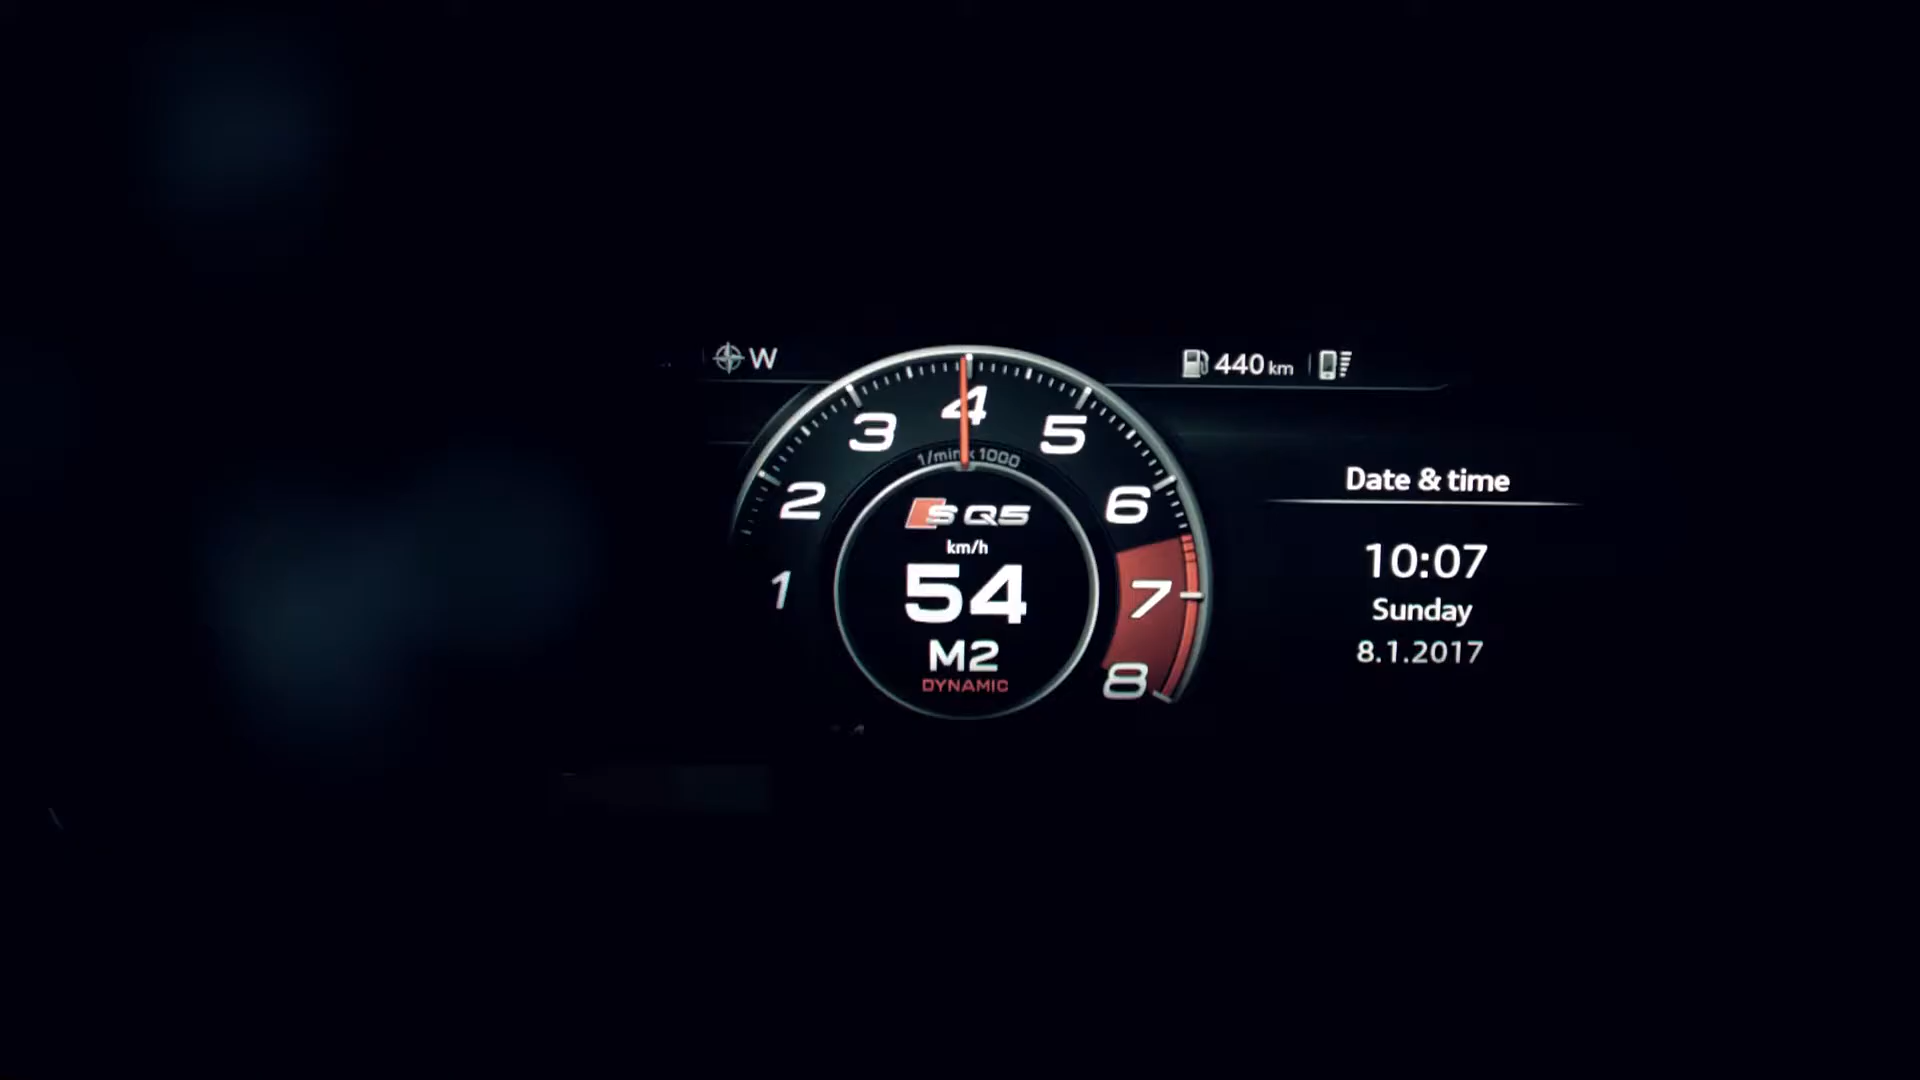 W
440 km
1
2
3
4
5
6
7
8
1/min x 1000
S Q5
km/h
54
M2
DYNAMIC
Date & time
10:07
Sunday
8.1.2017